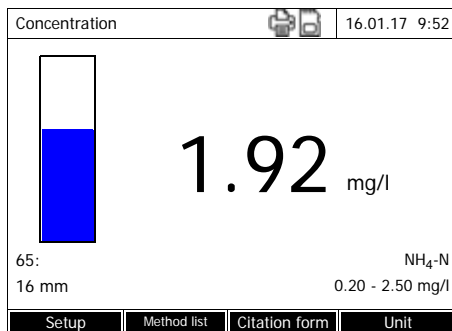 Concentration 16.01.17 9:52
1.92 mg/l
65: NH₄-N
16 mm 0.20 - 2.50 mg/l
Setup Method list Citation form Unit